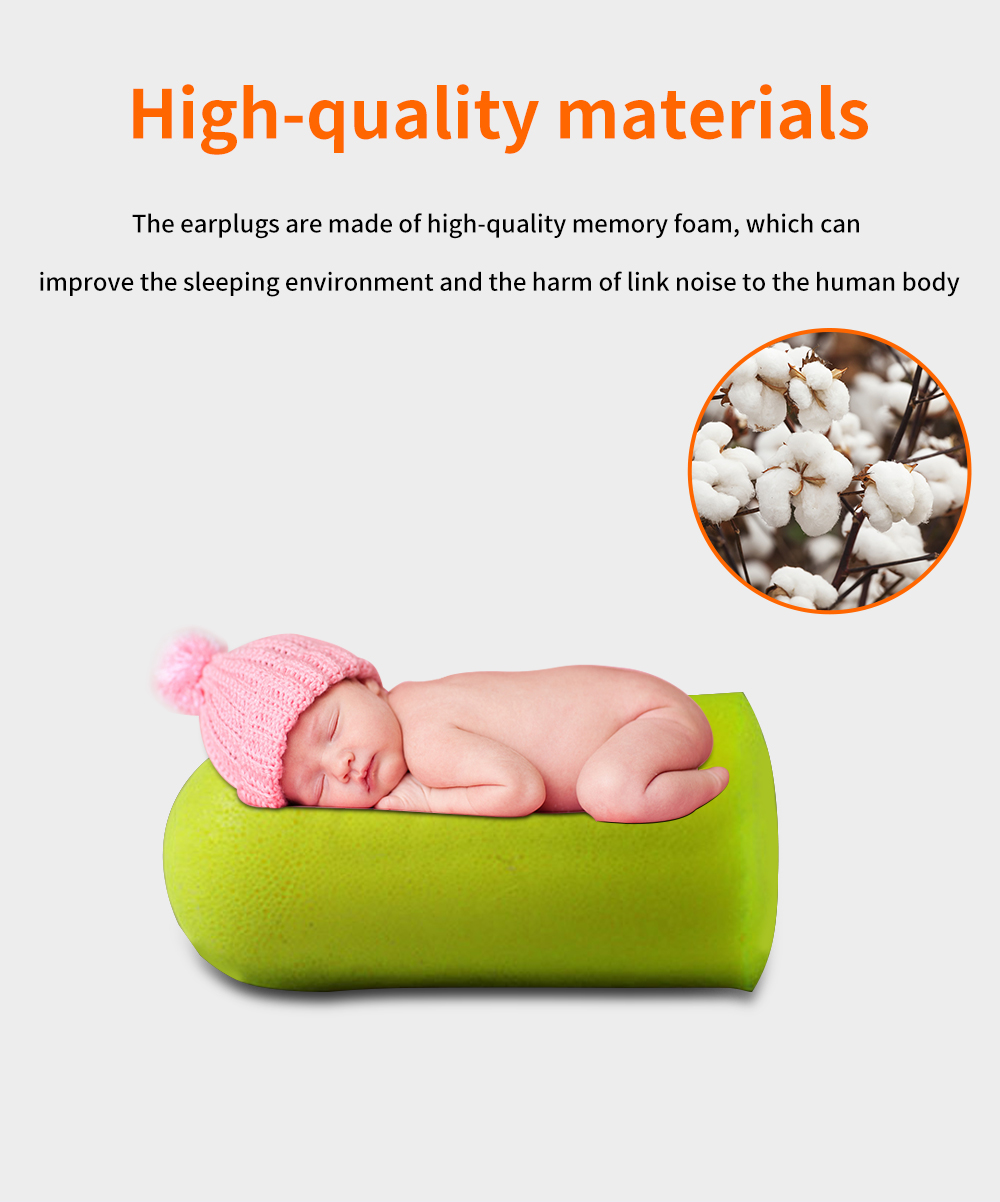 High-quality materials
The earplugs are made of high-quality memory foam, which can
improve the sleeping environment and the harm of link noise to the human body